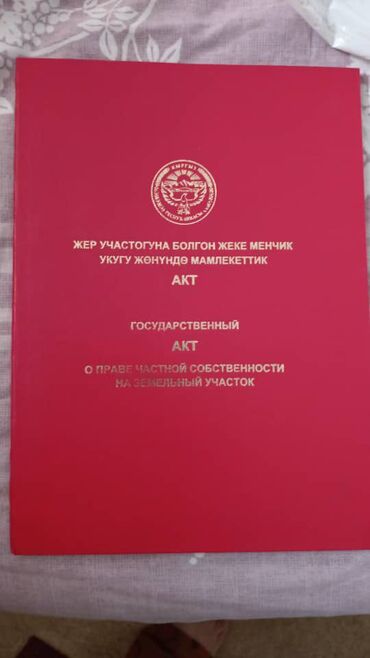 ЖЕР УЧАСТОГУНА БОЛГОН ЖЕКЕ МЕНЧИК
УКУГУ ЖӨНҮНДӨ МАМЛЕКЕТТИК
АКТ
ГОСУДАРСТВЕННЫЙ
АКТ
О ПРАВЕ ЧАСТНОЙ СОБСТВЕННОСТИ
НА ЗЕМЕЛЬНЫЙ УЧАСТОК